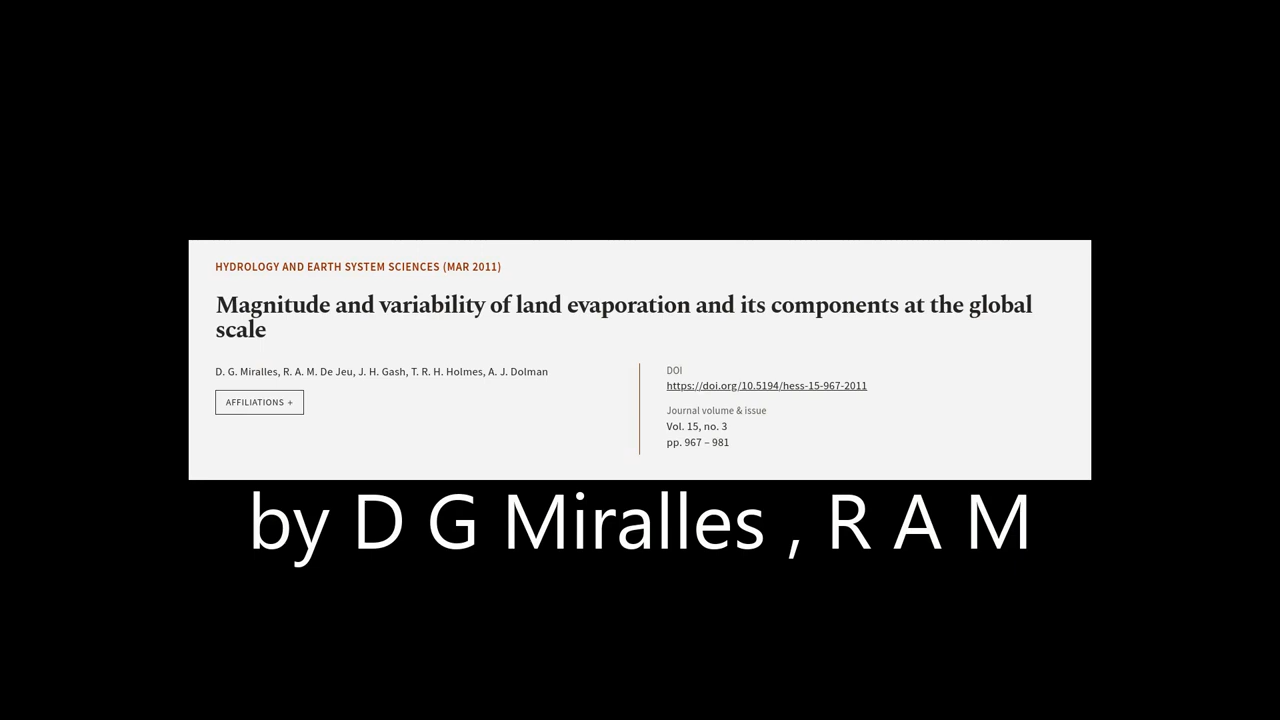 HYDROLOGY AND EARTH SYSTEM SCIENCES (MAR 2011)
Magnitude and variability of land evaporation and its components at the global
scale
D. G. Miralles, R. A. M. De Jeu, J. H. Gash, T. R. H. Holmes, A. J. Dolman
AFFILIATIONS +
DOI
https://doi.org/10.5194/hess-15-967-2011
Journal volume & issue
Vol. 15, no. 3
pp. 967 – 981
by D G Miralles , R A M